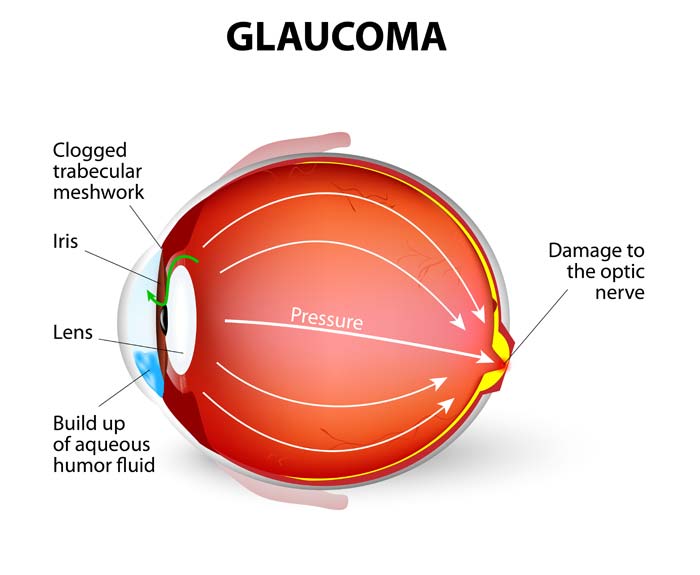 GLAUCOMA
Clogged
trabecular
meshwork
Iris
Lens
Build up
of aqueous
humor fluid
Pressure
Damage to
the optic
nerve